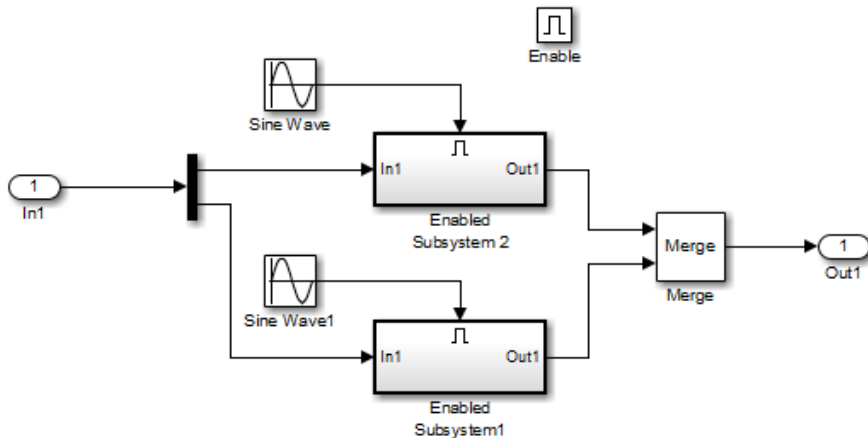 Enable
Sine Wave
In1
Out1
Enabled
Subsystem 2
1
In1
Merge
Merge
1
Out1
Sine Wave1
In1
Out1
Enabled
Subsystem1